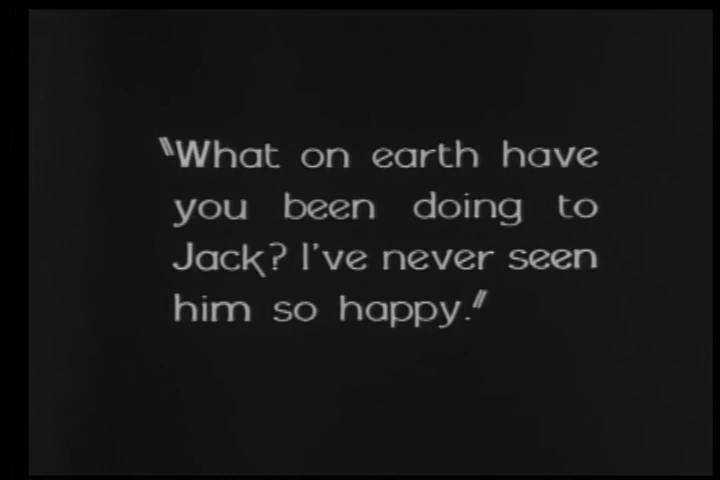 "What on earth have
you been doing to
Jack? I've never seen
him so happy."